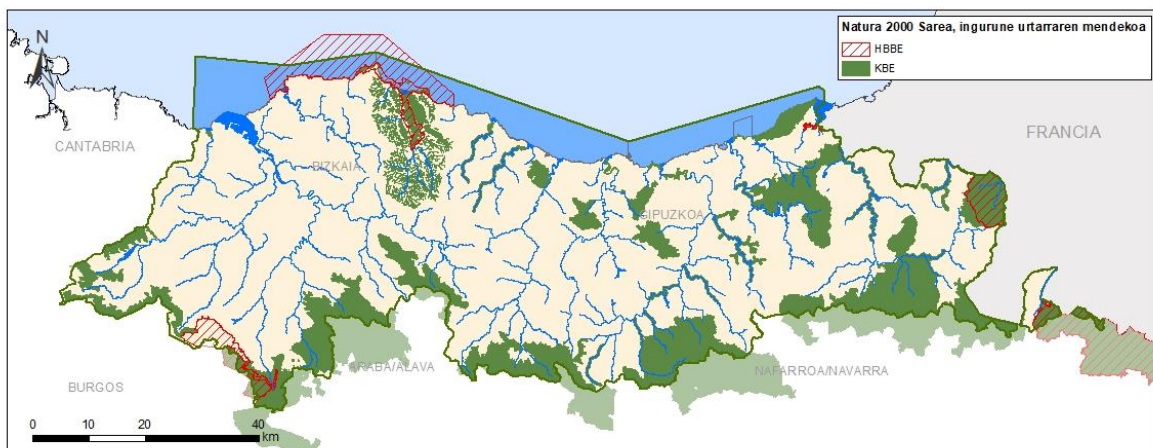 Natura 2000 Sarea, ingurune urtarraren mendekoa
HBBE
KBE
N
FRANCIA
CANTABRIA
BIZKAIA
GIPUZKOA
ARABA/ÁLAVA
NAFARROA/NAVARRA
BURGOS
0 10 20 40
km